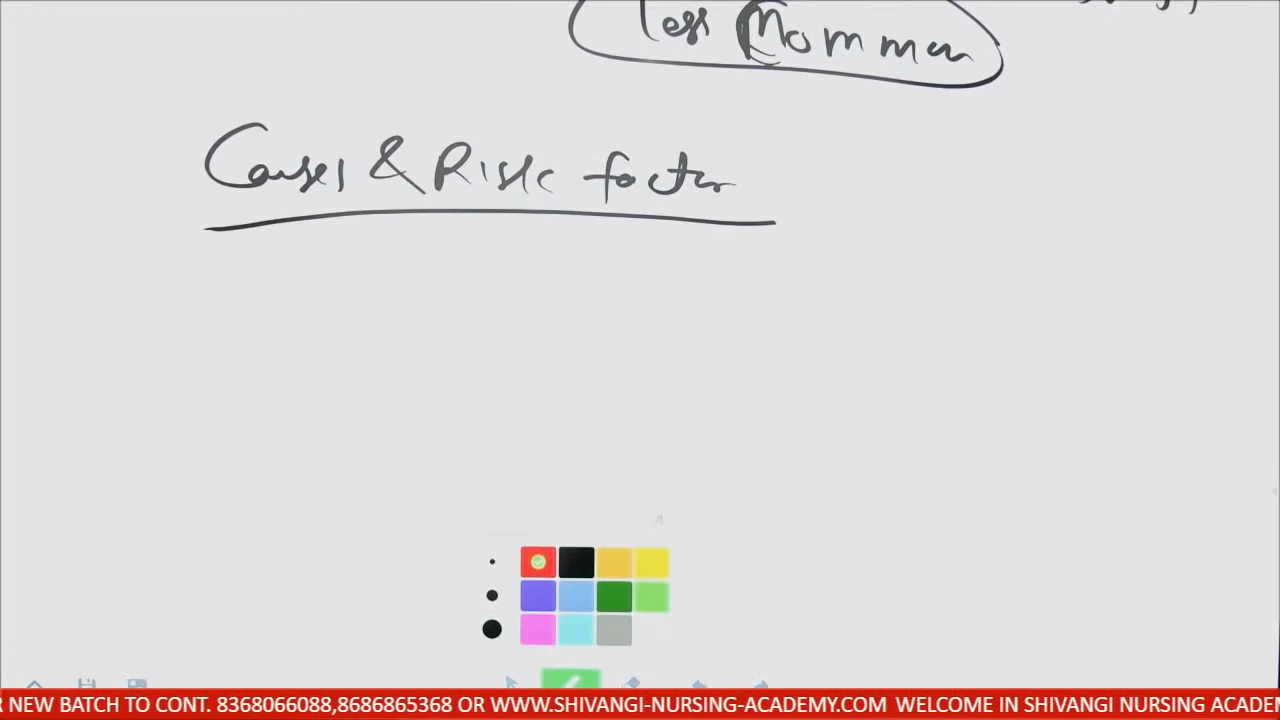 less Common
Causes & Risk factor
R NEW BATCH TO CONT. 8368066088,8686865368 OR WWW.SHIVANGI-NURSING-ACADEMY.COM WELCOME IN SHIVANGI NURSING ACADEM